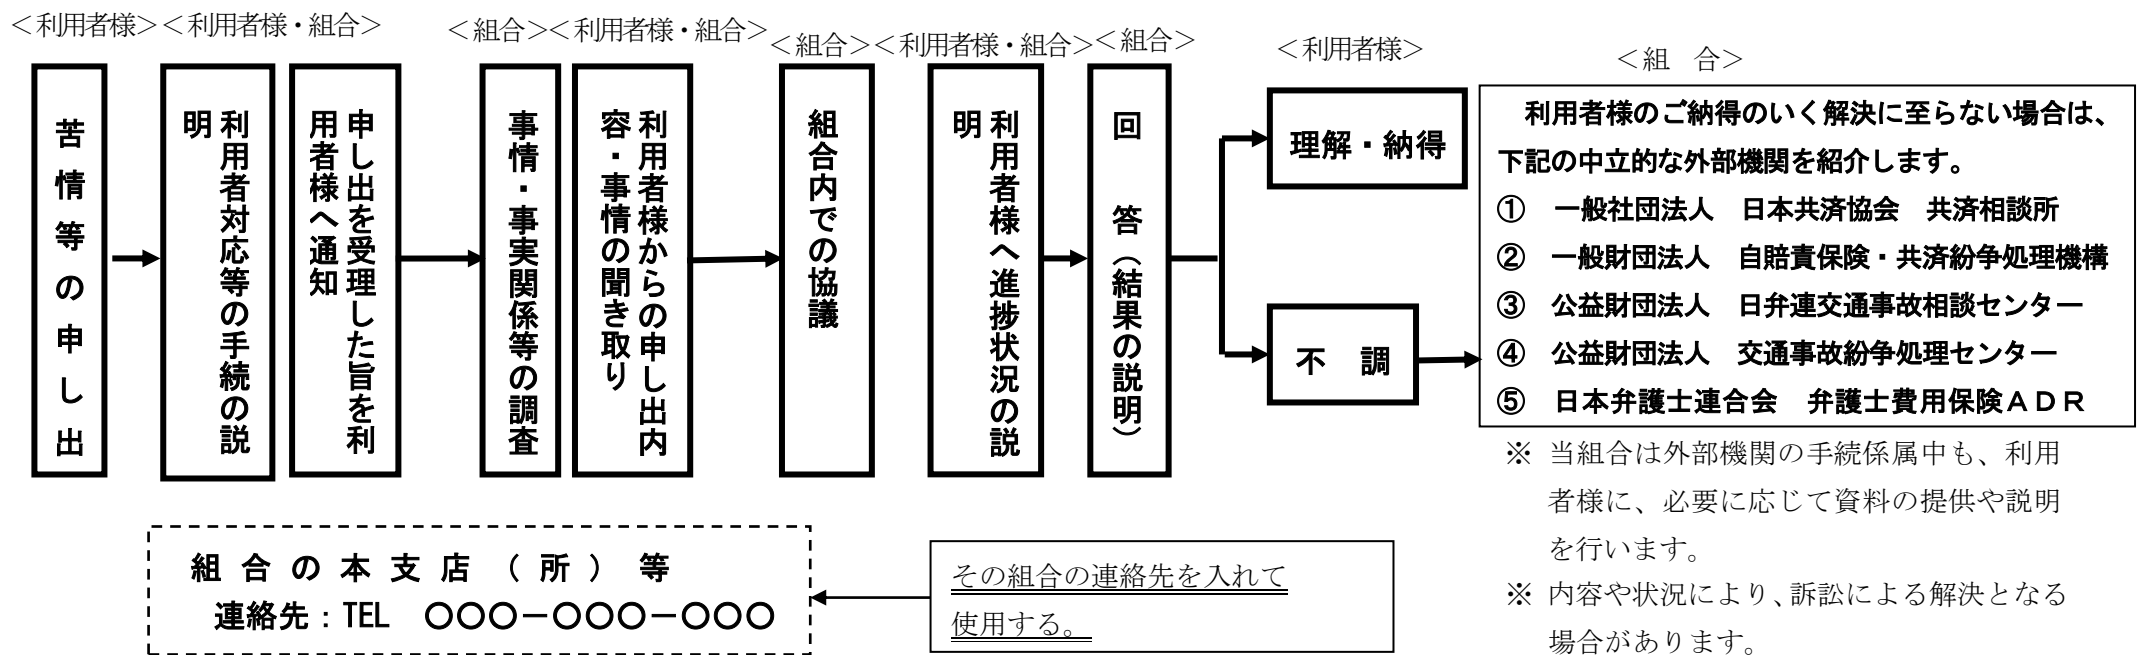 ＜利用者様＞
＜利用者様・組合＞
＜組合＞
＜利用者様・組合＞
＜組合＞
＜利用者様・組合＞
＜組合＞
＜利用者様＞
＜組　合＞
苦情等の申し出
利用者対応等の手続の説
明
申し出を受理した旨を利
用者様へ通知
事情・事実関係等の調査
利用者様からの申し出内
容・事情の聞き取り
組合内での協議
利用者様へ進捗状況の説
明
回　答（結果の説明）
理解・納得
不　調
利用者様のご納得のいく解決に至らない場合は、
下記の中立的な外部機関を紹介します。
①　一般社団法人　日本共済協会　共済相談所
②　一般財団法人　自賠責保険・共済紛争処理機構
③　公益財団法人　日弁連交通事故相談センター
④　公益財団法人　交通事故紛争処理センター
⑤　日本弁護士連合会　弁護士費用保険ＡＤＲ
※ 当組合は外部機関の手続係属中も、利用
者様に、必要に応じて資料の提供や説明
を行います。
※ 内容や状況により、訴訟による解決となる
場合があります。
組合の本支店（所）等
連絡先：TEL　○○○－○○○－○○○
その組合の連絡先を入れて
使用する。